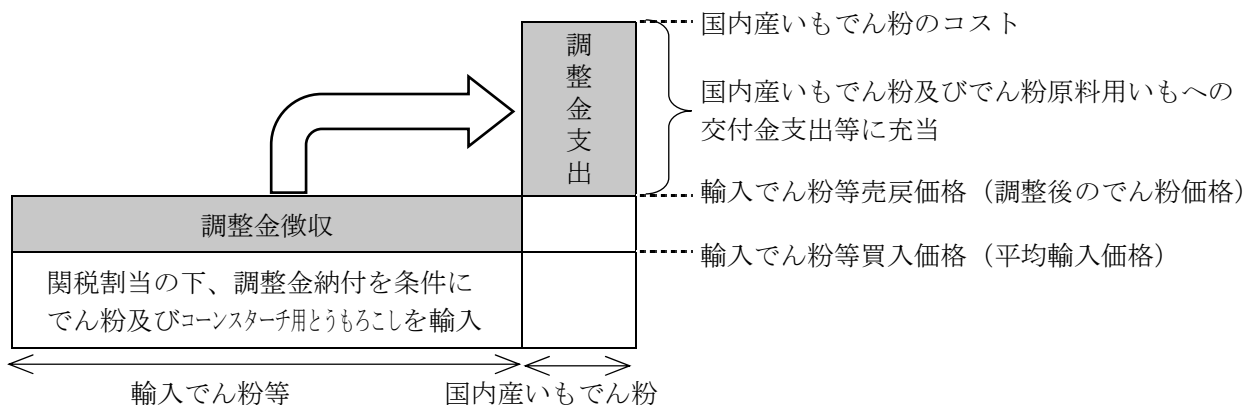 国内産いもでん粉のコスト
調整金支出
国内産いもでん粉及びでん粉原料用いもへの
交付金支出等に充当
輸入でん粉等売戻価格（調整後のでん粉価格）
調整金徴収
輸入でん粉等買入価格（平均輸入価格）
関税割当の下、調整金納付を条件に
でん粉及びコーンスターチ用とうもろこしを輸入
輸入でん粉等
国内産いもでん粉